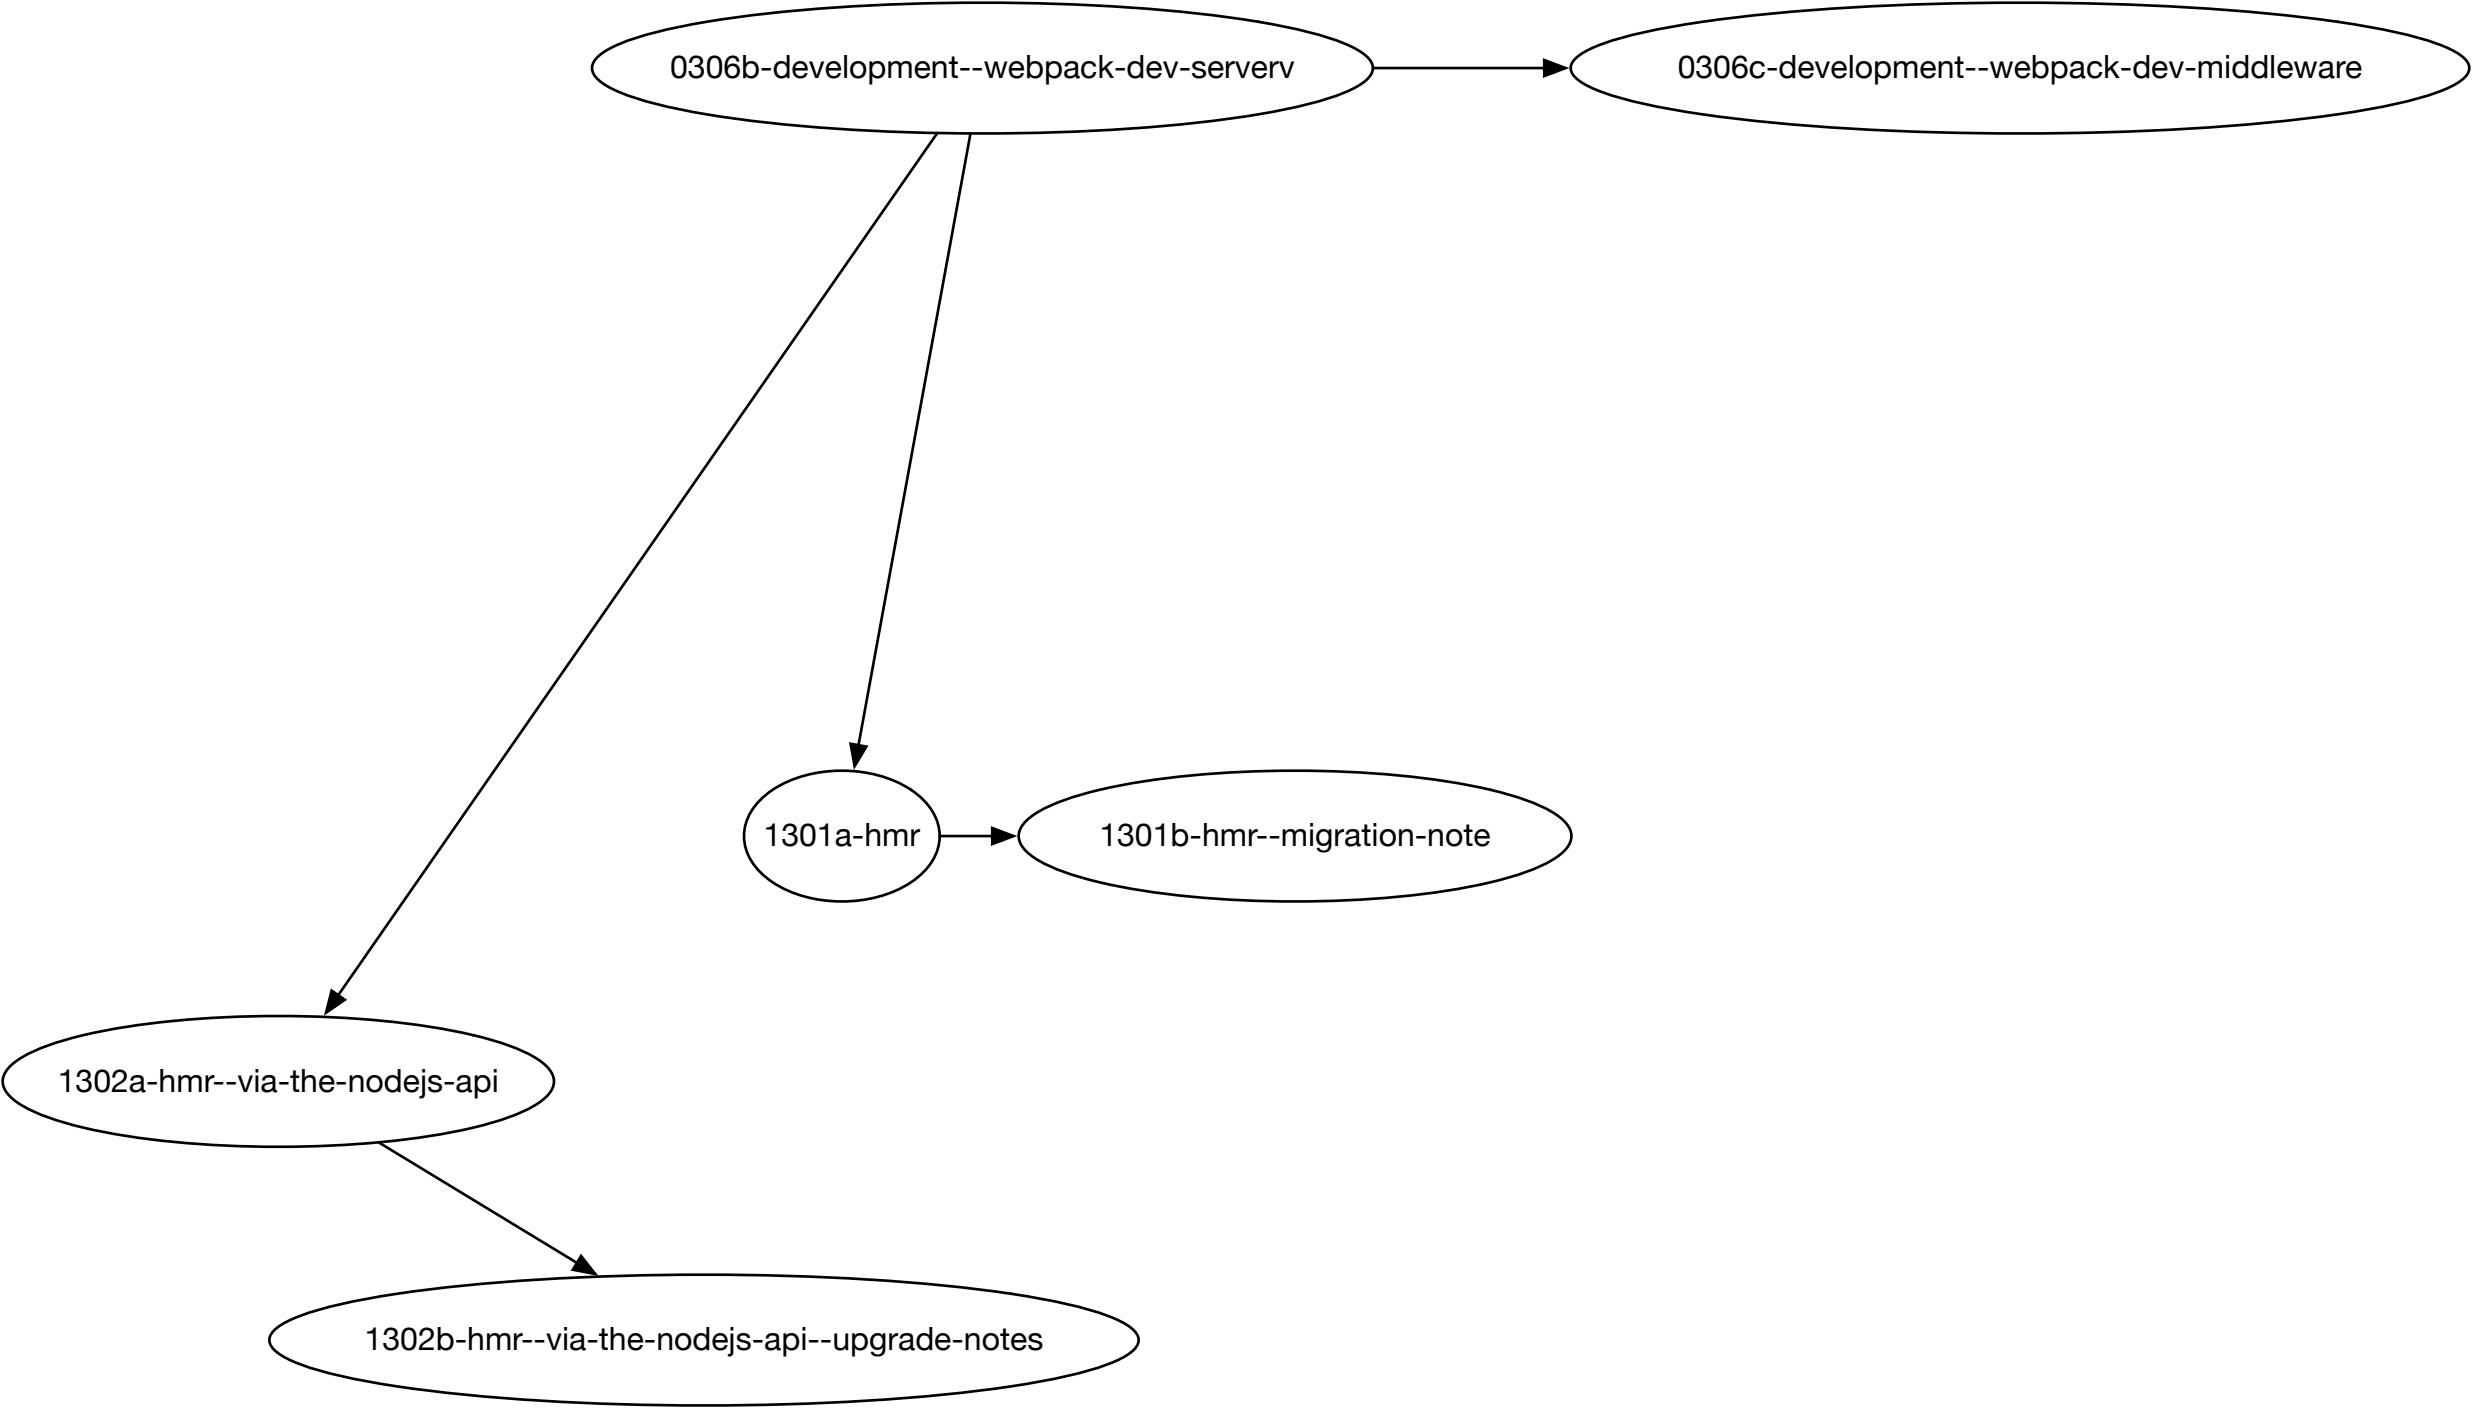 0306b-development--webpack-dev-serverv
0306c-development--webpack-dev-middleware
1301a-hmr
1301b-hmr--migration-note
1302a-hmr--via-the-nodejs-api
1302b-hmr--via-the-nodejs-api--upgrade-notes